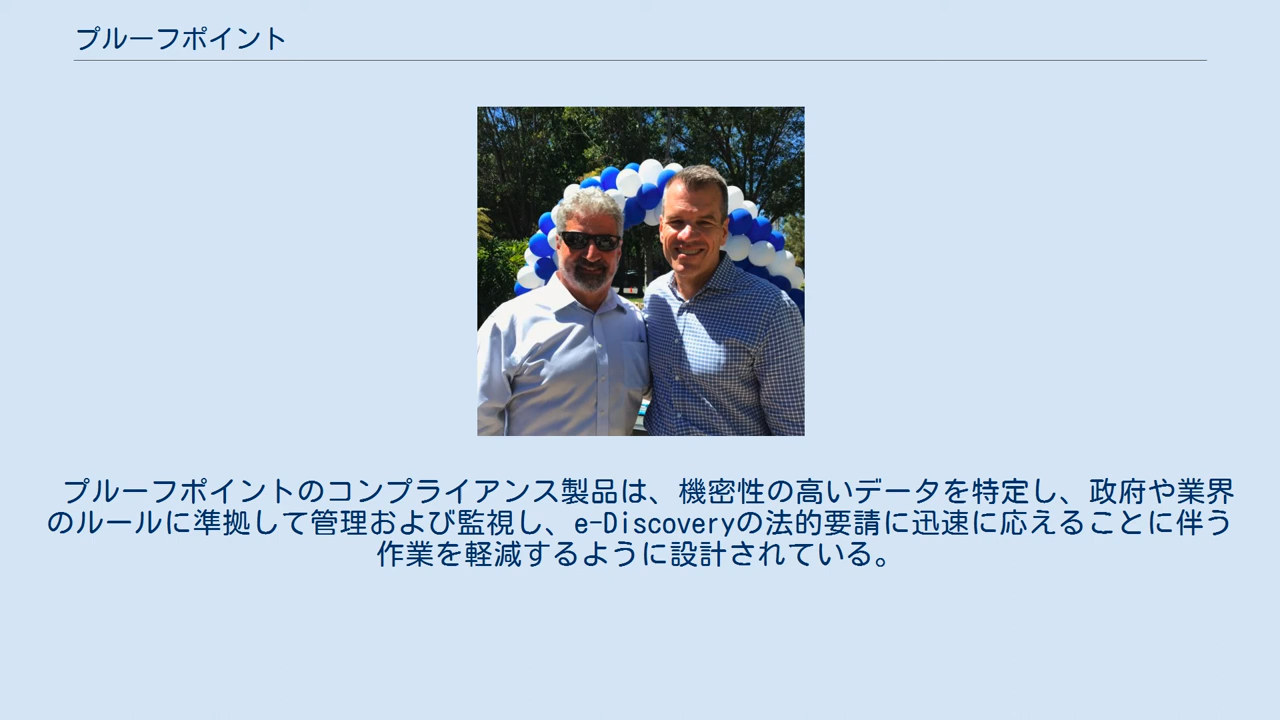 プルーフポイント
プルーフポイントのコンプライアンス製品は、機密性の高いデータを特定し、政府や業界
のルールに準拠して管理および監視し、e-Discoveryの法的要請に迅速に応えることに伴う
作業を軽減するように設計されている。